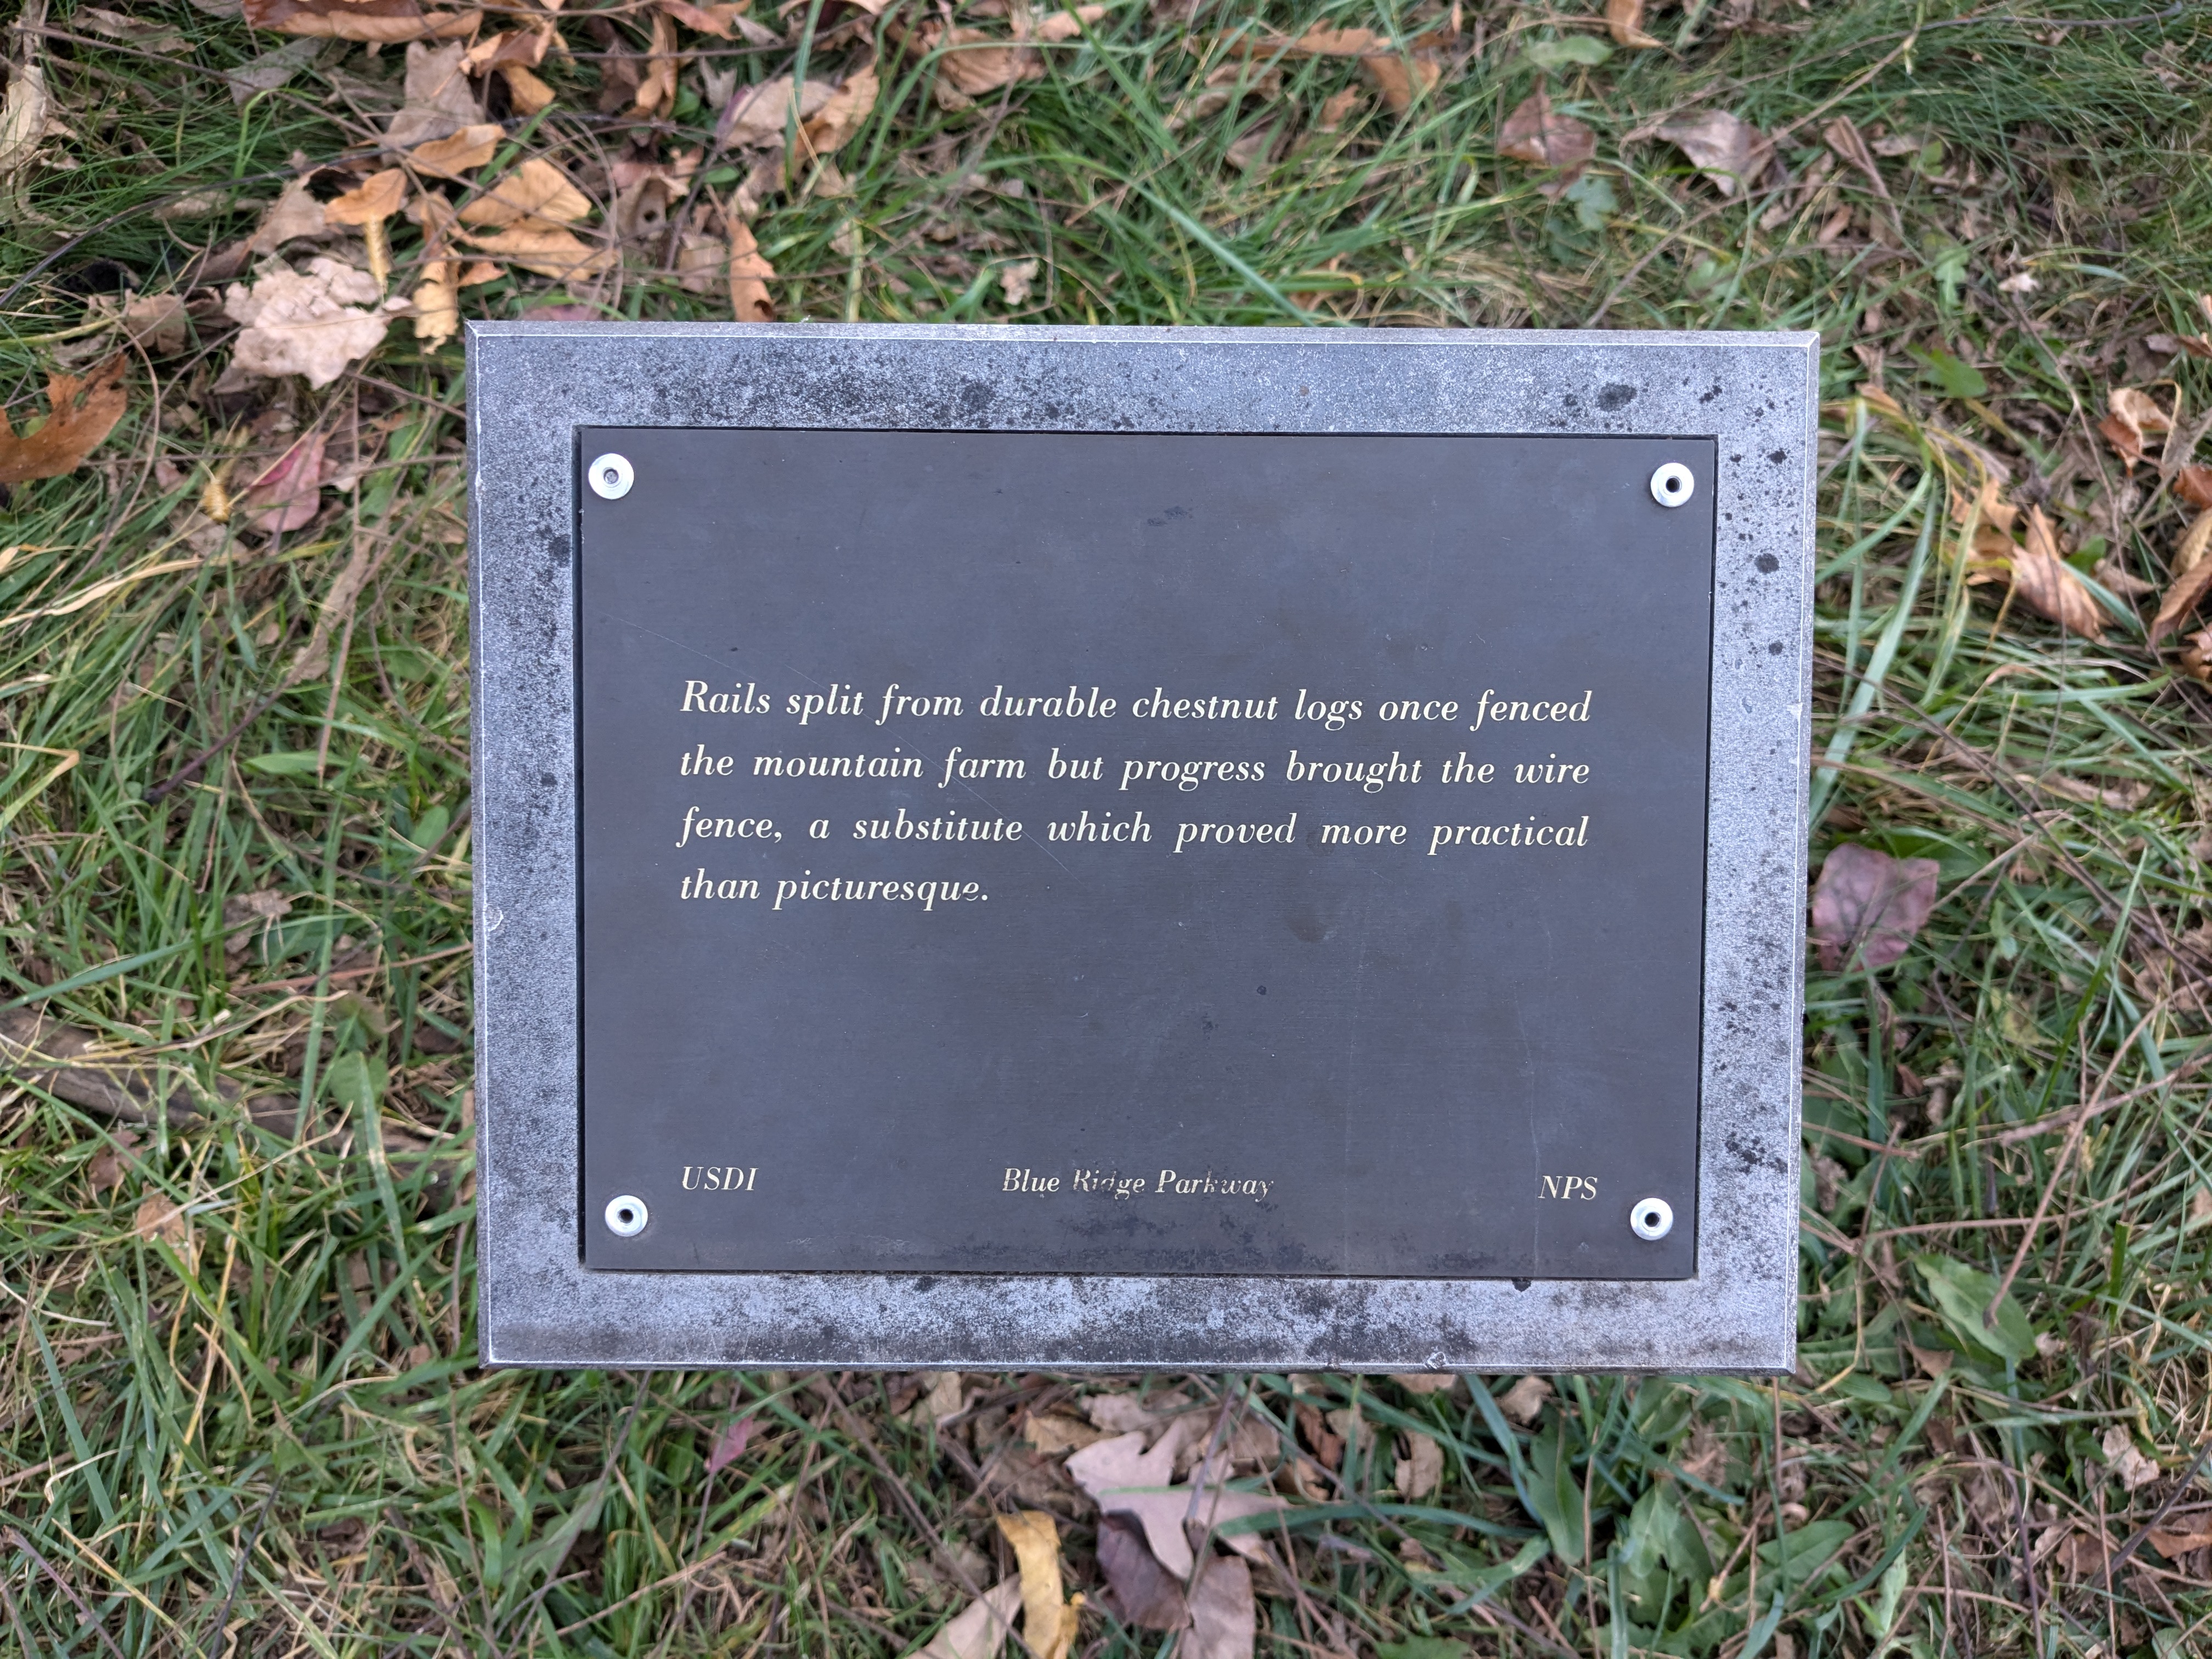 Rails split from durable chestnut logs once fenced
the mountain farm but progress brought the wire
fence, a substitute which proved more practical
than picturesque.
USDI Blue Ridge Parkway NPS